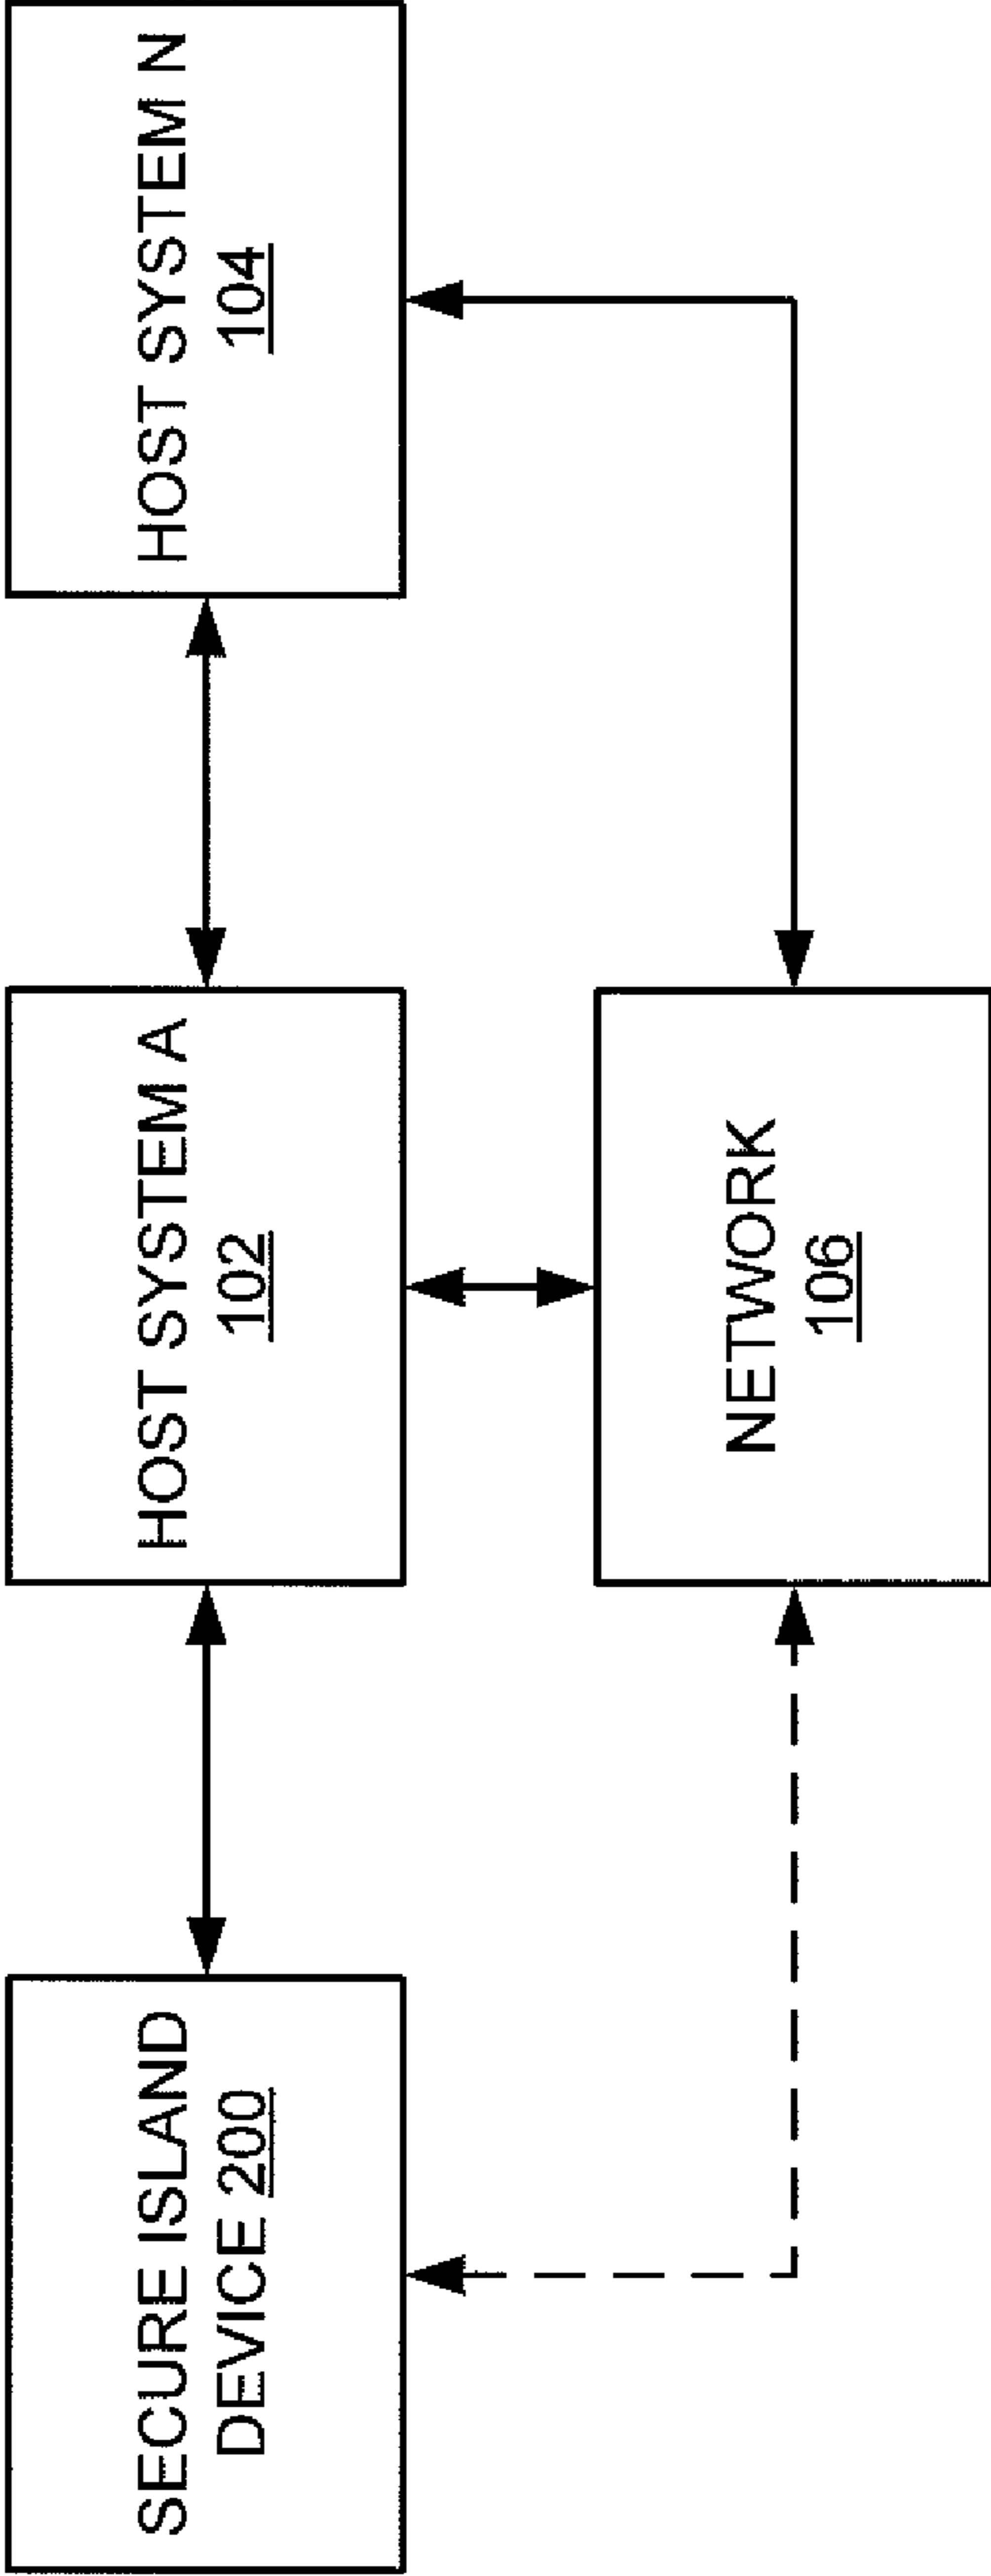 SECURE ISLAND
DEVICE 200
HOST SYSTEM A
102
HOST SYSTEM N
104
NETWORK
106